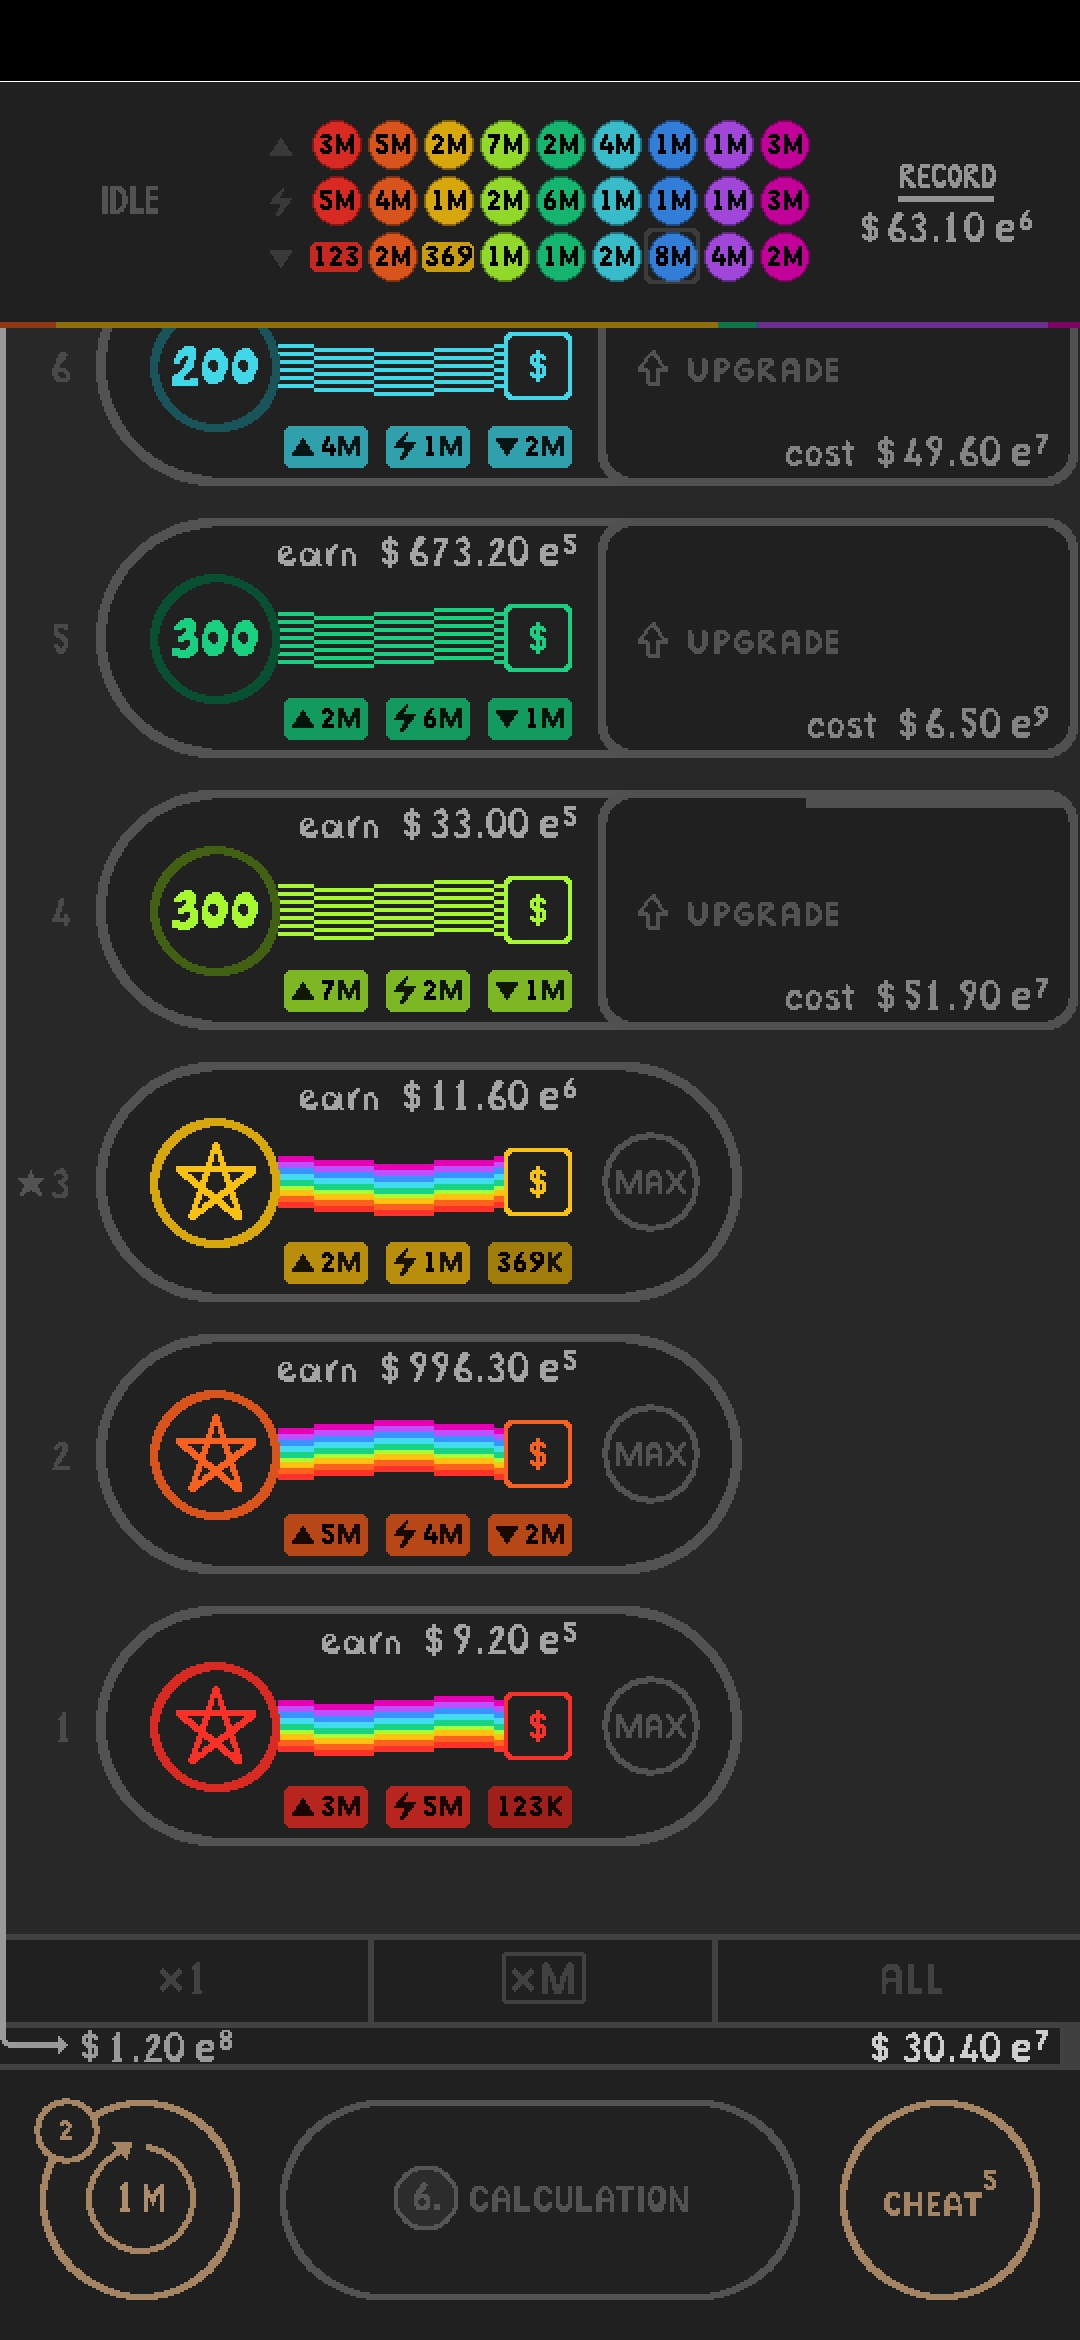 3M 5M 2M 7M 2M 4M 1M 1M 3M
IDLE 5M 4M 1M 2M 6M 1M 1M 1M 3M
123 2M 369 1M 1M 2M 8M 4M 2M
RECORD
$63.10 e⁶
6 200 $ UPGRADE
4M 1M 2M
cost $49.60 e⁷
earn $673.20 e⁵
5 300 $ UPGRADE
2M 6M 1M
cost $6.50 e⁹
earn $33.00 e⁵
4 300 $ UPGRADE
7M 2M 1M
cost $51.90 e⁷
earn $11.60 e⁶
★3 $ MAX
2M 1M 369K
earn $996.30 e⁵
2 $ MAX
5M 4M 2M
earn $9.20 e⁵
1 $ MAX
3M 5M 123K
×1 ×M ALL
$1.20 e⁸ $30.40 e⁷
2
1M 6. CALCULATION CHEAT⁵